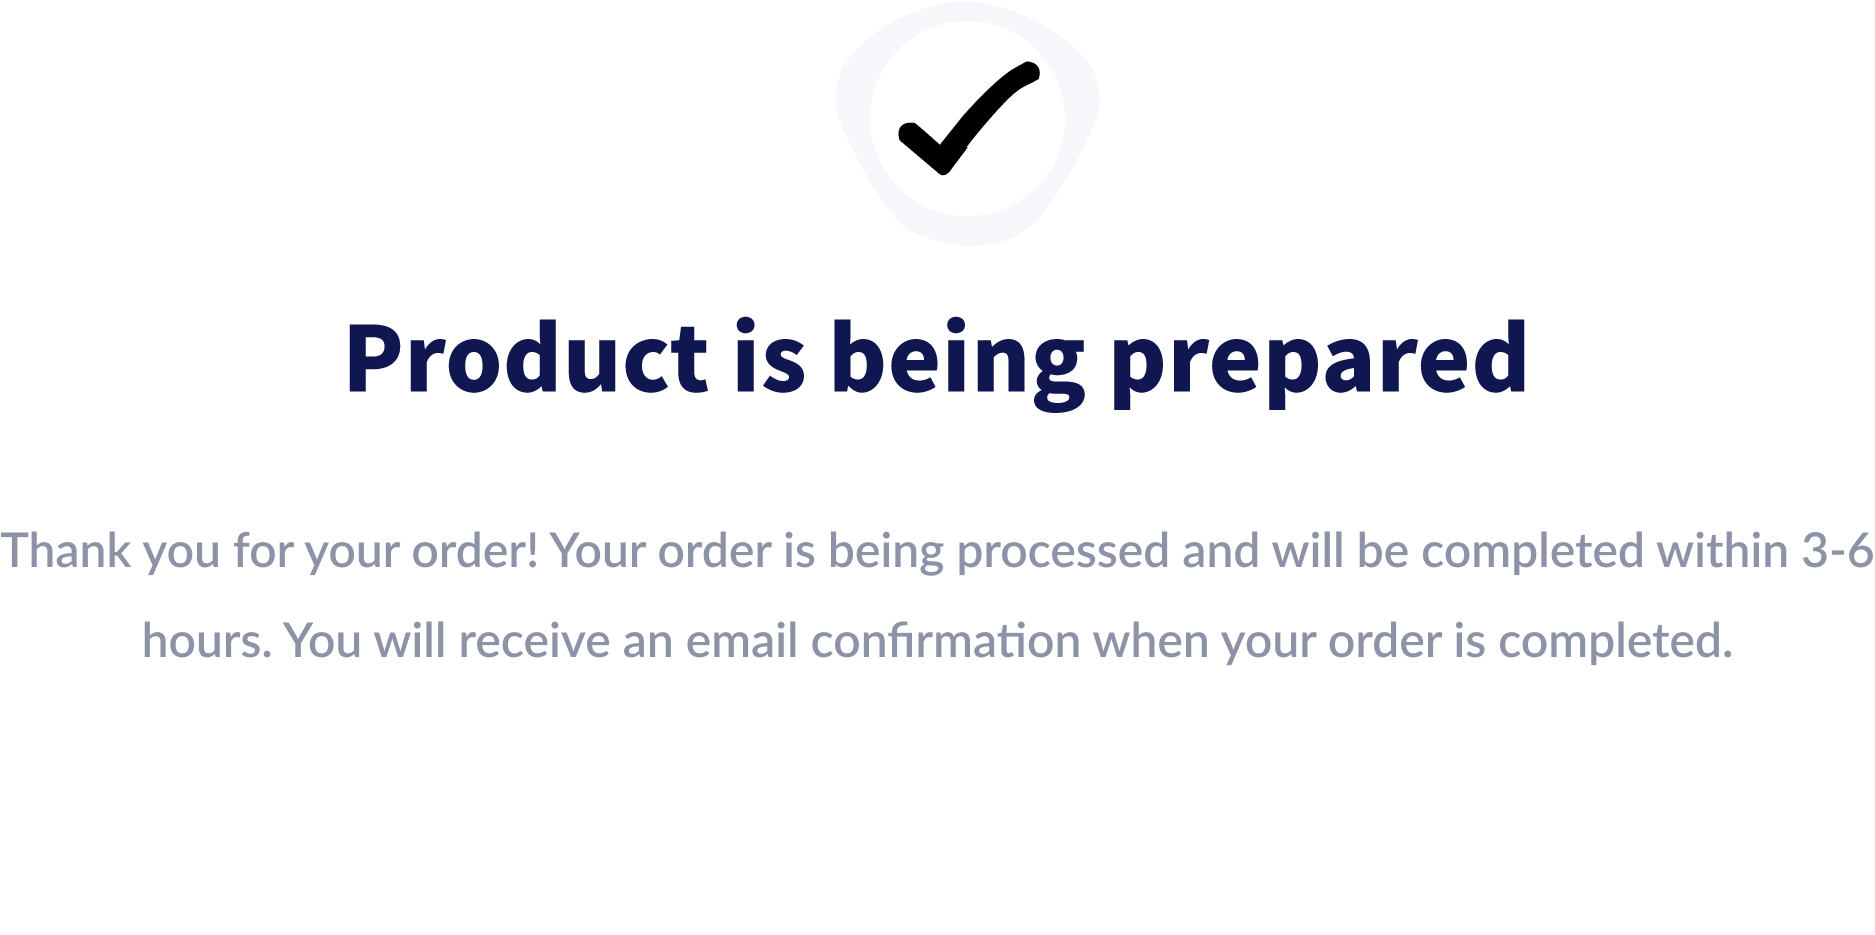 Product is being prepared
Thank you for your order! Your order is being processed and will be completed within 3-6
hours. You will receive an email confirmation when your order is completed.